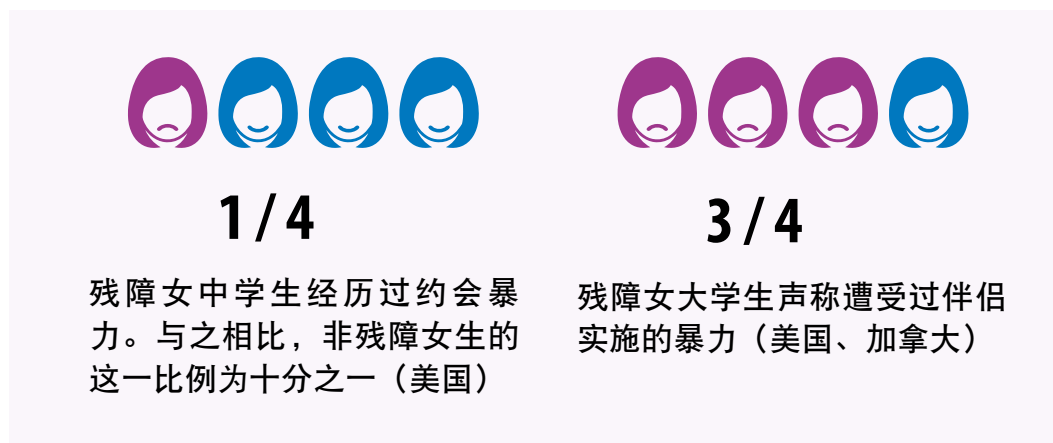 1/4
残障女中学生经历过约会暴
力。与之相比，非残障女生的
这一比例为十分之一（美国）
3/4
残障女大学生声称遭受过伴侣
实施的暴力（美国、加拿大）